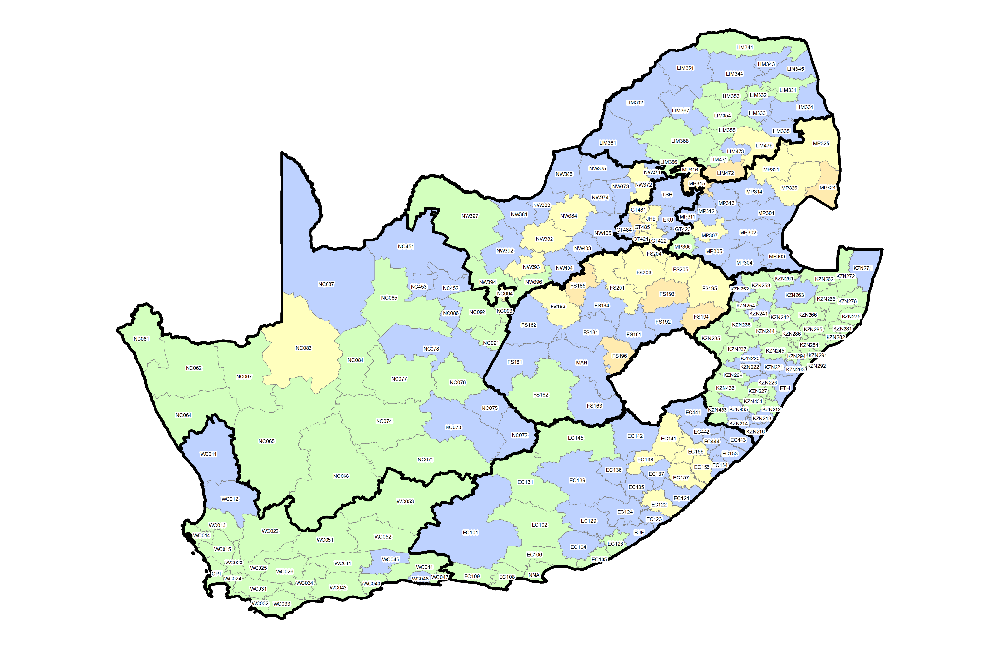 LIM341
LIM343
LIM351
LIM345
LIM344
LIM331
LIM332
LIM353
LIM362
LIM334
LIM367
LIM333
LIM354
LIM355
LIM335
LIM368
LIM361
MP325
LIM476
LIM473
LIM471
LIM366
MP316
MP321
NW375
NW371
LIM472
NW385
MP315
NW372
NW373
MP326
MP324
MP314
TSH
NW374
MP313
NW383
GT481
MP312
MP301
NW381
NW384
NW397
MP311
JHB
EKU
GT485
GT484
GT423
NW405
MP302
MP307
NW382
GT421
GT422
NC451
MP306
NW403
NW392
MP305
FS204
MP303
MP304
NW393
NW404
KZN271
FS205
FS203
KZN272
KZN261
KZN262
NW394
NW396
NC087
KZN253
FS185
NC453
NC452
FS201
FS195
KZN252
NC094
FS193
KZN263
NC085
KZN265
KZN276
FS184
KZN254
FS183
NC093
NC092
NC086
KZN241
KZN266
KZN242
FS194
KZN275
FS192
FS182
KZN238
KZN281
KZN285
KZN244
FS181
FS191
KZN286
KZN282
KZN235
NC061
NC091
KZN284
NC082
NC078
KZN237
KZN245
FS196
KZN294
KZN291
KZN223
NC084
FS161
MAN
KZN222
KZN221
KZN292
NC062
KZN293
KZN224
NC067
NC077
NC076
KZN226
KZN436
ETH
KZN227
FS162
KZN434
FS163
NC075
KZN433
KZN435
KZN212
EC441
NC064
KZN213
NC074
KZN214
NC073
EC442
KZN216
NC072
EC142
EC145
EC141
EC444
EC443
NC065
EC156
WC011
EC153
NC071
EC138
EC154
EC155
EC136
EC137
NC066
EC157
EC139
EC131
EC135
WC012
EC121
WC053
EC122
EC124
EC123
EC129
WC013
EC102
WC022
EC101
BUF
WC014
WC052
WC051
EC126
EC104
WC015
EC106
WC045
EC105
WC023
WC041
WC044
WC025
WC026
CPT
NMA
EC109
EC108
WC047
WC048
WC024
WC034
WC043
WC042
WC031
WC032
WC033